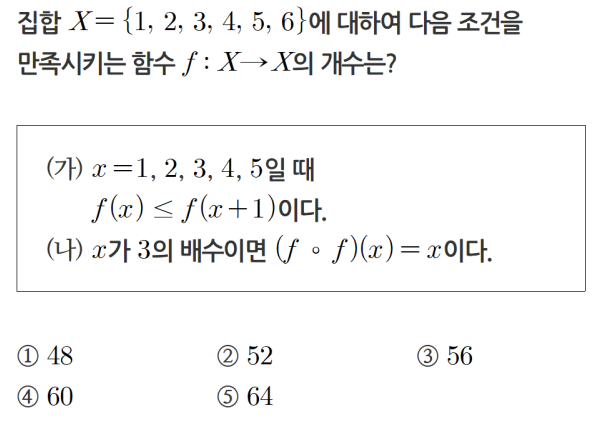 집합 X={1, 2, 3, 4, 5, 6}에 대하여 다음 조건을
만족시키는 함수 f : X→X의 개수는?
(가) x=1, 2, 3, 4, 5일 때
f(x) ≤ f(x+1)이다.
(나) x가 3의 배수이면 (f∘f)(x)=x이다.
① 48 ② 52 ③ 56
④ 60 ⑤ 64